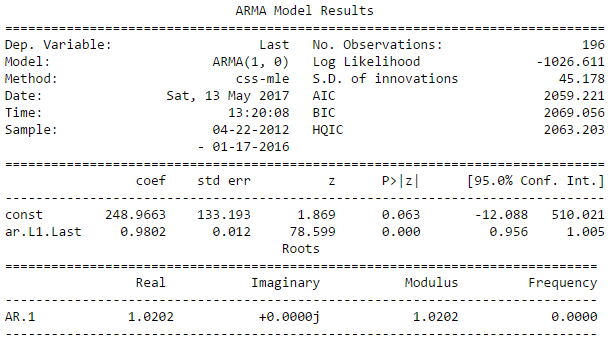 ARMA Model Results
==============================================================================
Dep. Variable: Last No. Observations: 196
Model: ARMA(1, 0) Log Likelihood -1026.611
Method: css-mle S.D. of innovations 45.178
Date: Sat, 13 May 2017 AIC 2059.221
Time: 13:20:08 BIC 2069.056
Sample: 04-22-2012 HQIC 2063.203
- 01-17-2016
==============================================================================
coef std err z P>|z| [95.0% Conf. Int.]
------------------------------------------------------------------------------
const 248.9663 133.193 1.869 0.063 -12.088 510.021
ar.L1.Last 0.9802 0.012 78.599 0.000 0.956 1.005
Roots
==============================================================================
Real Imaginary Modulus Frequency
------------------------------------------------------------------------------
AR.1 1.0202 +0.0000j 1.0202 0.0000
------------------------------------------------------------------------------